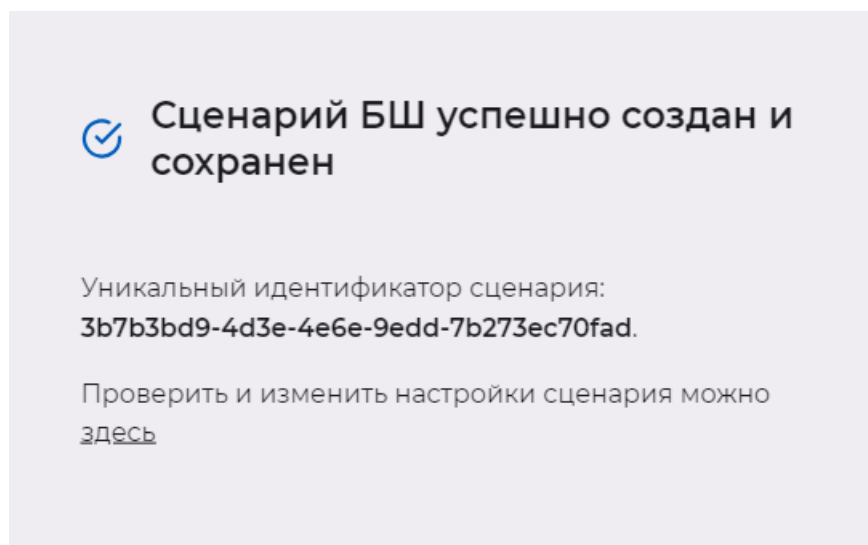 Сценарий БШ успешно создан и
сохранен
Уникальный идентификатор сценария:
3b7b3bd9-4d3e-4e6e-9edd-7b273ec70fad.
Проверить и изменить настройки сценария можно
здесь